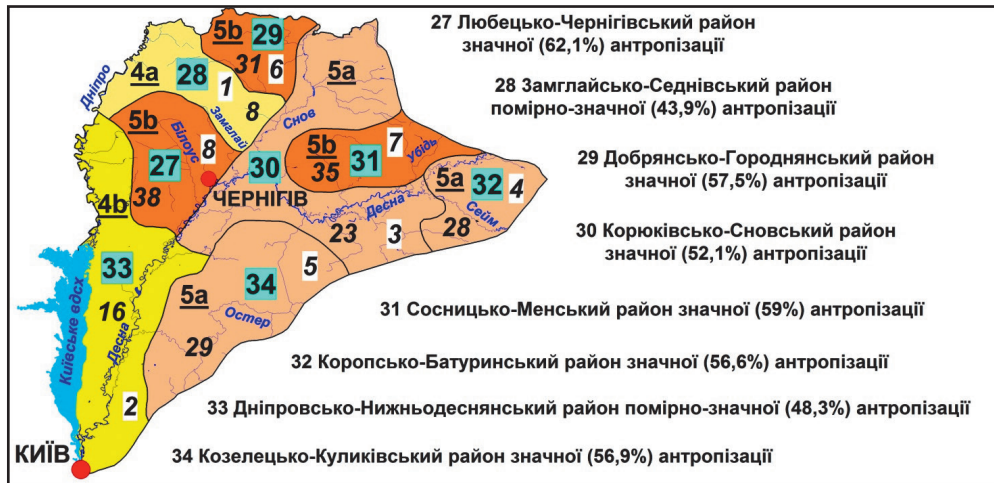 27 Любецько-Чернігівський район
значної (62,1%) антропізації
28 Замглайсько-Седнівський район
помірно-значної (43,9%) антропізації
29 Добрянсько-Городнянський район
значної (57,5%) антропізації
30 Корюківсько-Сновський район
значної (52,1%) антропізації
31 Сосницько-Менський район значної (59%) антропізації
32 Коропсько-Батуринський район значної (56,6%) антропізації
33 Дніпровсько-Нижньодеснянський район помірно-значної (48,3%) антропізації
34 Козелецько-Куликівський район значної (56,9%) антропізації
5b 29
31 6
4a 28 1
8
Дніпро
Замглай
Снов
5a
5b
Білоус
8
27
38
ЧЕРНІГІВ
30
7
5b 31
35
Убідь
5a 32 4
Сейм
28
Десна
23
3
4b
33
16
Десна
Київське вдсх
2
34 5
5a
Остер
29
КИЇВ